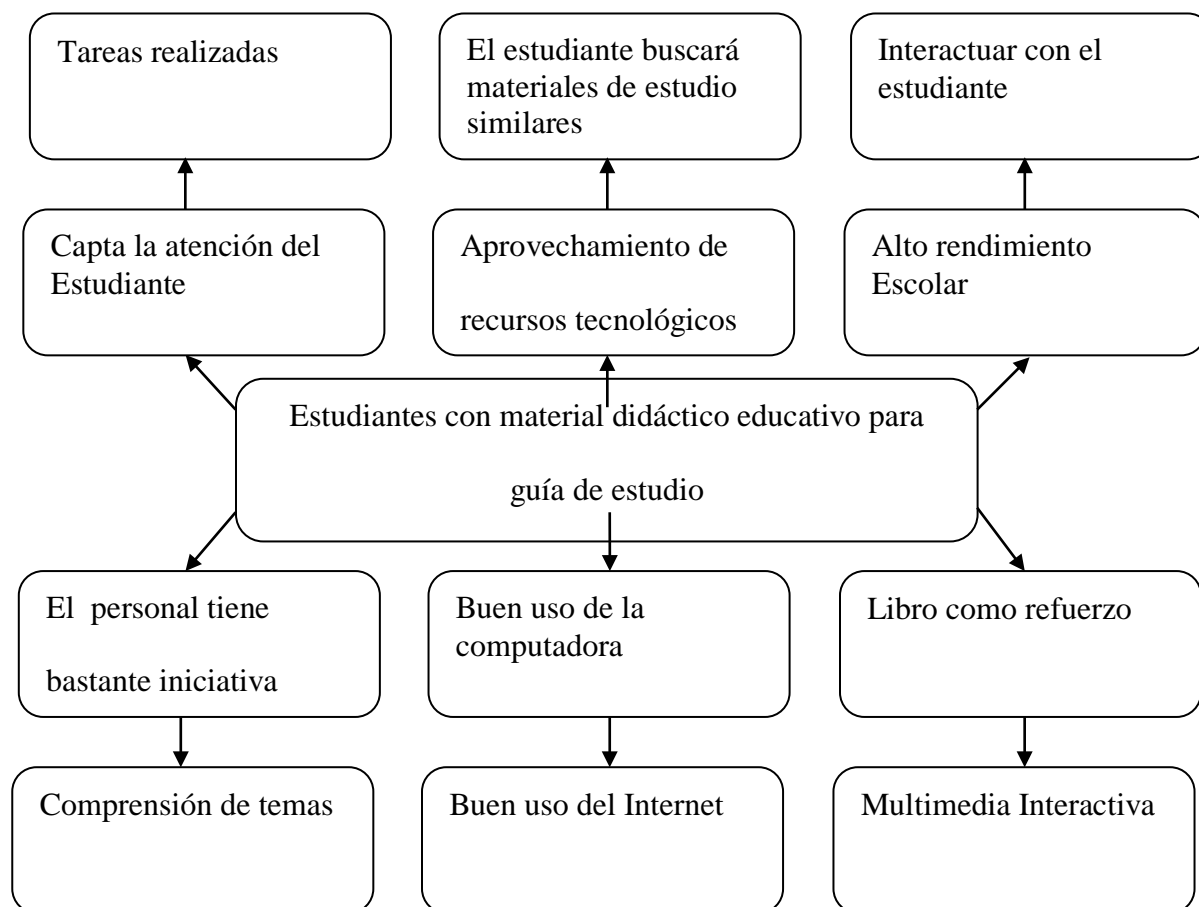 Tareas realizadas
El estudiante buscará
materiales de estudio
similares
Interactuar con el
estudiante
Capta la atención del
Estudiante
Aprovechamiento de
recursos tecnológicos
Alto rendimiento
Escolar
Estudiantes con material didáctico educativo para
guía de estudio
El  personal tiene
bastante iniciativa
Buen uso de la
computadora
Libro como refuerzo
Comprensión de temas
Buen uso del Internet
Multimedia Interactiva